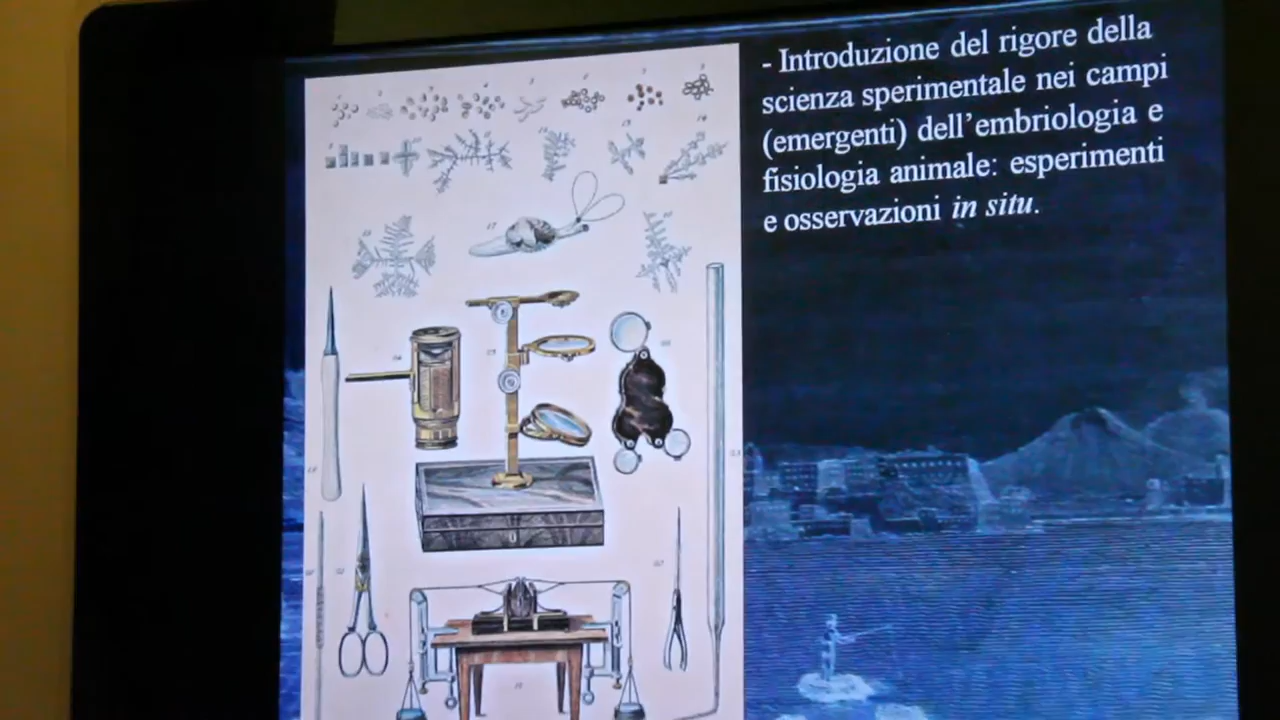 - Introduzione del rigore della
scienza sperimentale nei campi
(emergenti) dell'embriologia e
fisiologia animale: esperimenti
e osservazioni in situ.